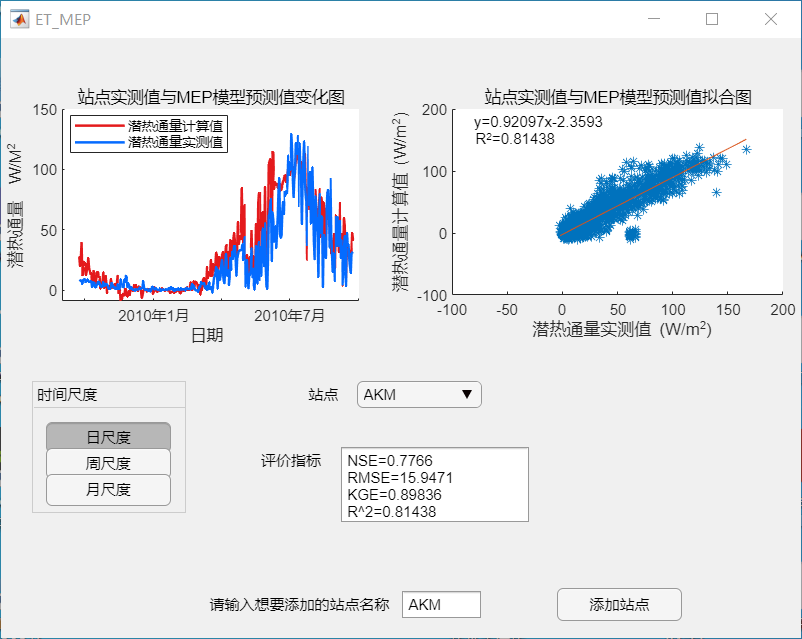 ET_MEP
站点实测值与MEP模型预测值变化图
150
100
50
0
潜热通量 W/M²
潜热通量计算值
潜热通量实测值
2010年1月
2010年7月
日期
站点实测值与MEP模型预测值拟合图
y=0.92097x-2.3593
R²=0.81438
200
100
0
-100
潜热通量计算值 (W/m²)
-100
-50
0
50
100
150
200
潜热通量实测值 (W/m²)
时间尺度
日尺度
周尺度
月尺度
站点
AKM
评价指标
NSE=0.7766
RMSE=15.9471
KGE=0.89836
R^2=0.81438
请输入想要添加的站点名称
AKM
添加站点